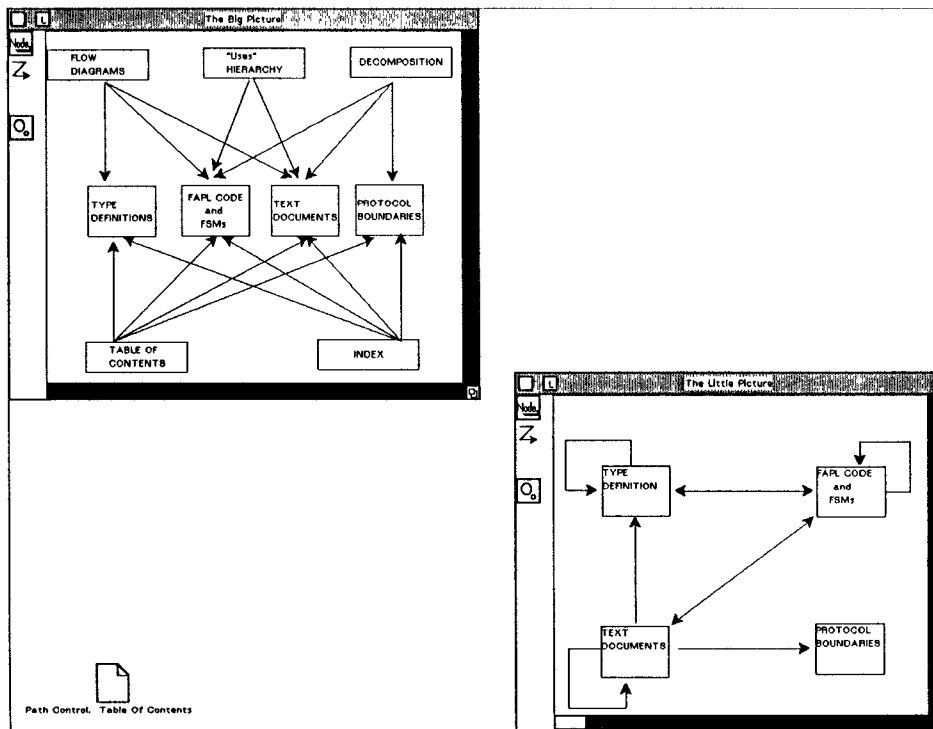 The Big Picture
L
Node
FLOW
DIAGRAMS
"Uses"
HIERARCHY
DECOMPOSITION
TYPE
DEFINITIONS
FAPL CODE
and
FSMs
TEXT
DOCUMENTS
PROTOCOL
BOUNDARIES
TABLE OF
CONTENTS
INDEX
L
The Little Picture
Node
TYPE
DEFINITION
FAPL CODE
and
FSMs
TEXT
DOCUMENTS
PROTOCOL
BOUNDARIES
Path Control. Table Of Contents